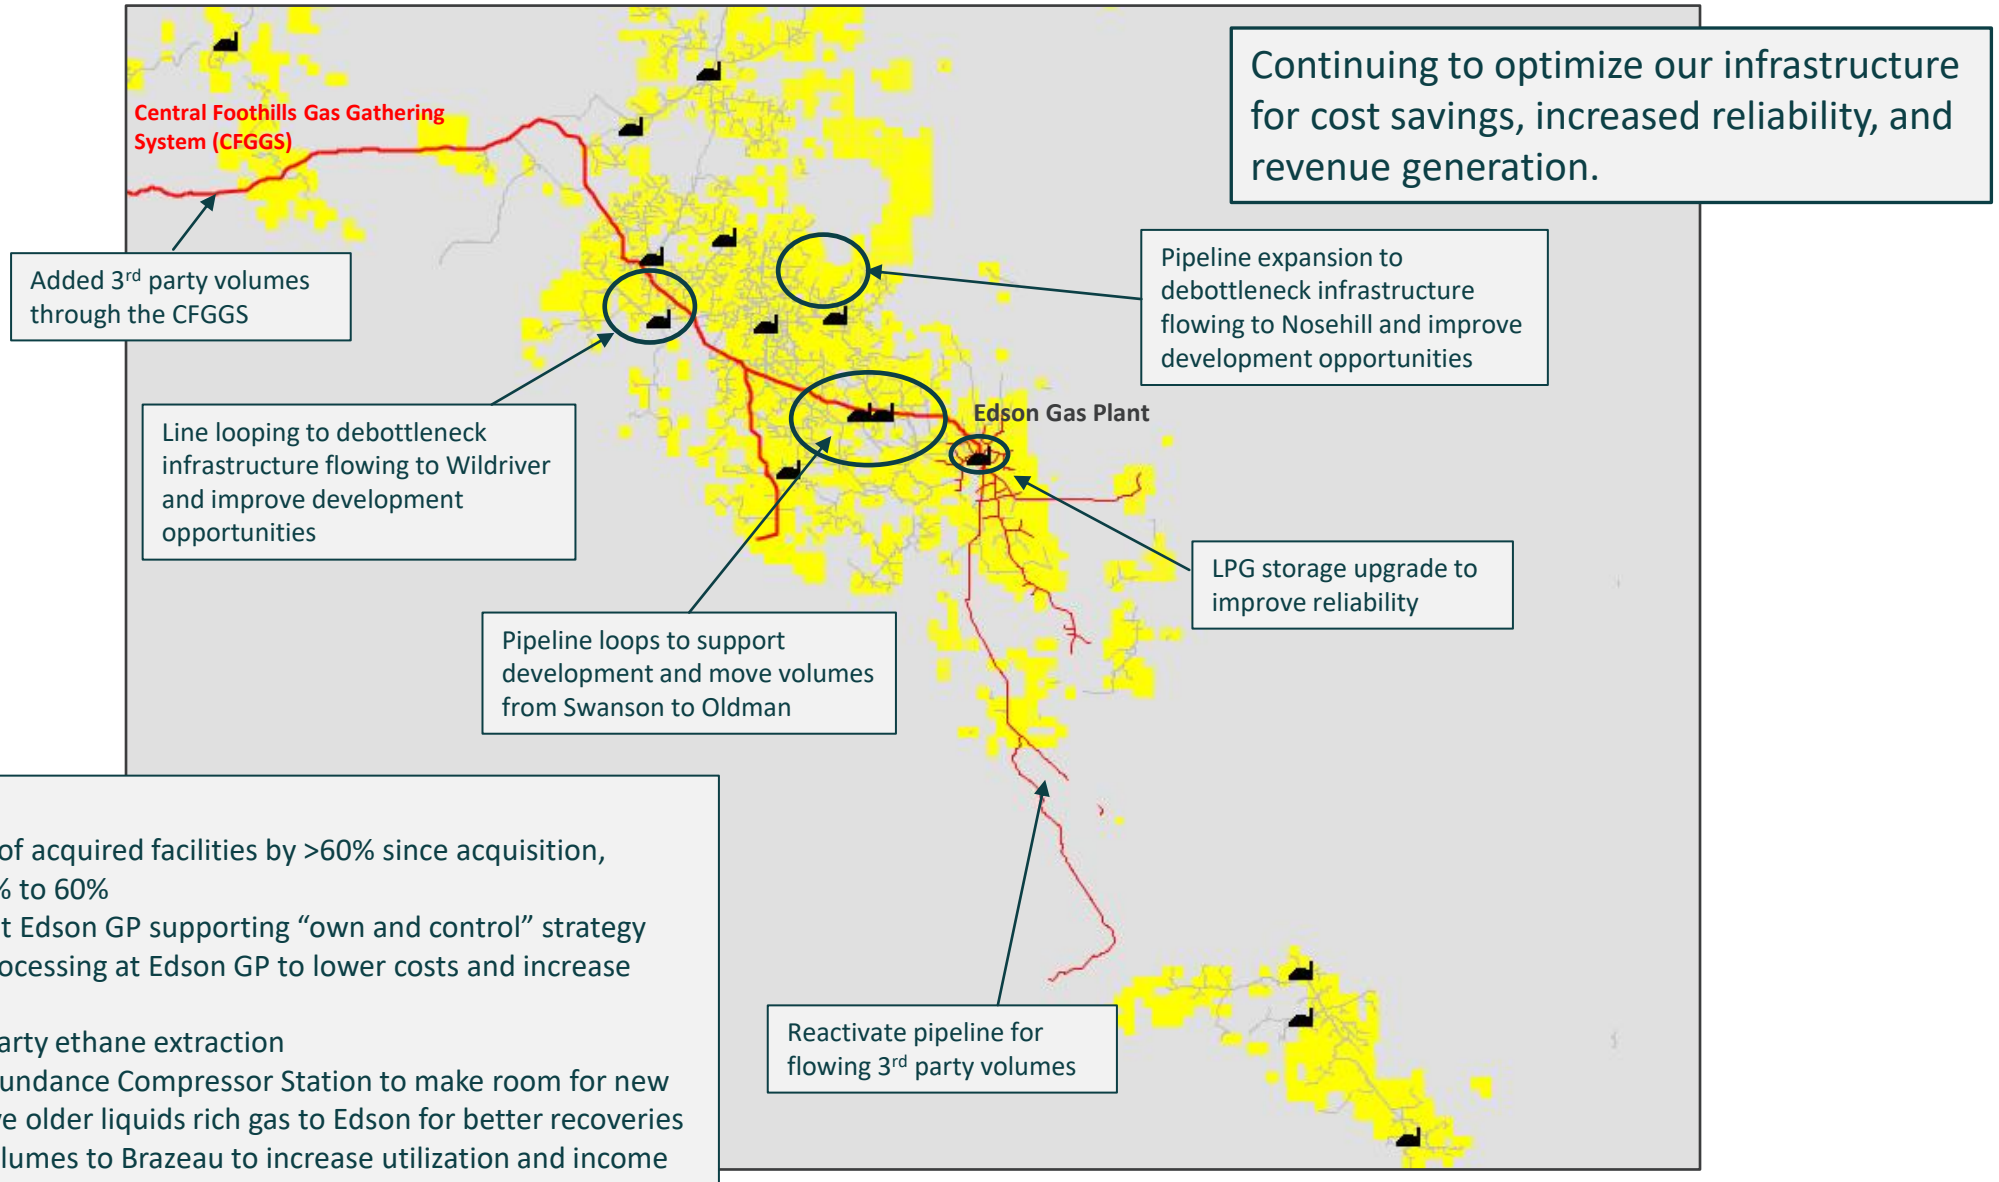 Continuing to optimize our infrastructure
for cost savings, increased reliability, and
revenue generation.
Central Foothills Gas Gathering
System (CFGGS)
Added 3rd party volumes
through the CFGGS
Pipeline expansion to
debottleneck infrastructure
flowing to Nosehill and improve
development opportunities
Line looping to debottleneck
infrastructure flowing to Wildriver
and improve development
opportunities
Edson Gas Plant
LPG storage upgrade to
improve reliability
Pipeline loops to support
development and move volumes
from Swanson to Oldman
of acquired facilities by >60% since acquisition,
% to 60%
t Edson GP supporting “own and control” strategy
ocessing at Edson GP to lower costs and increase
arty ethane extraction
undance Compressor Station to make room for new
ve older liquids rich gas to Edson for better recoveries
olumes to Brazeau to increase utilization and income
Reactivate pipeline for
flowing 3rd party volumes